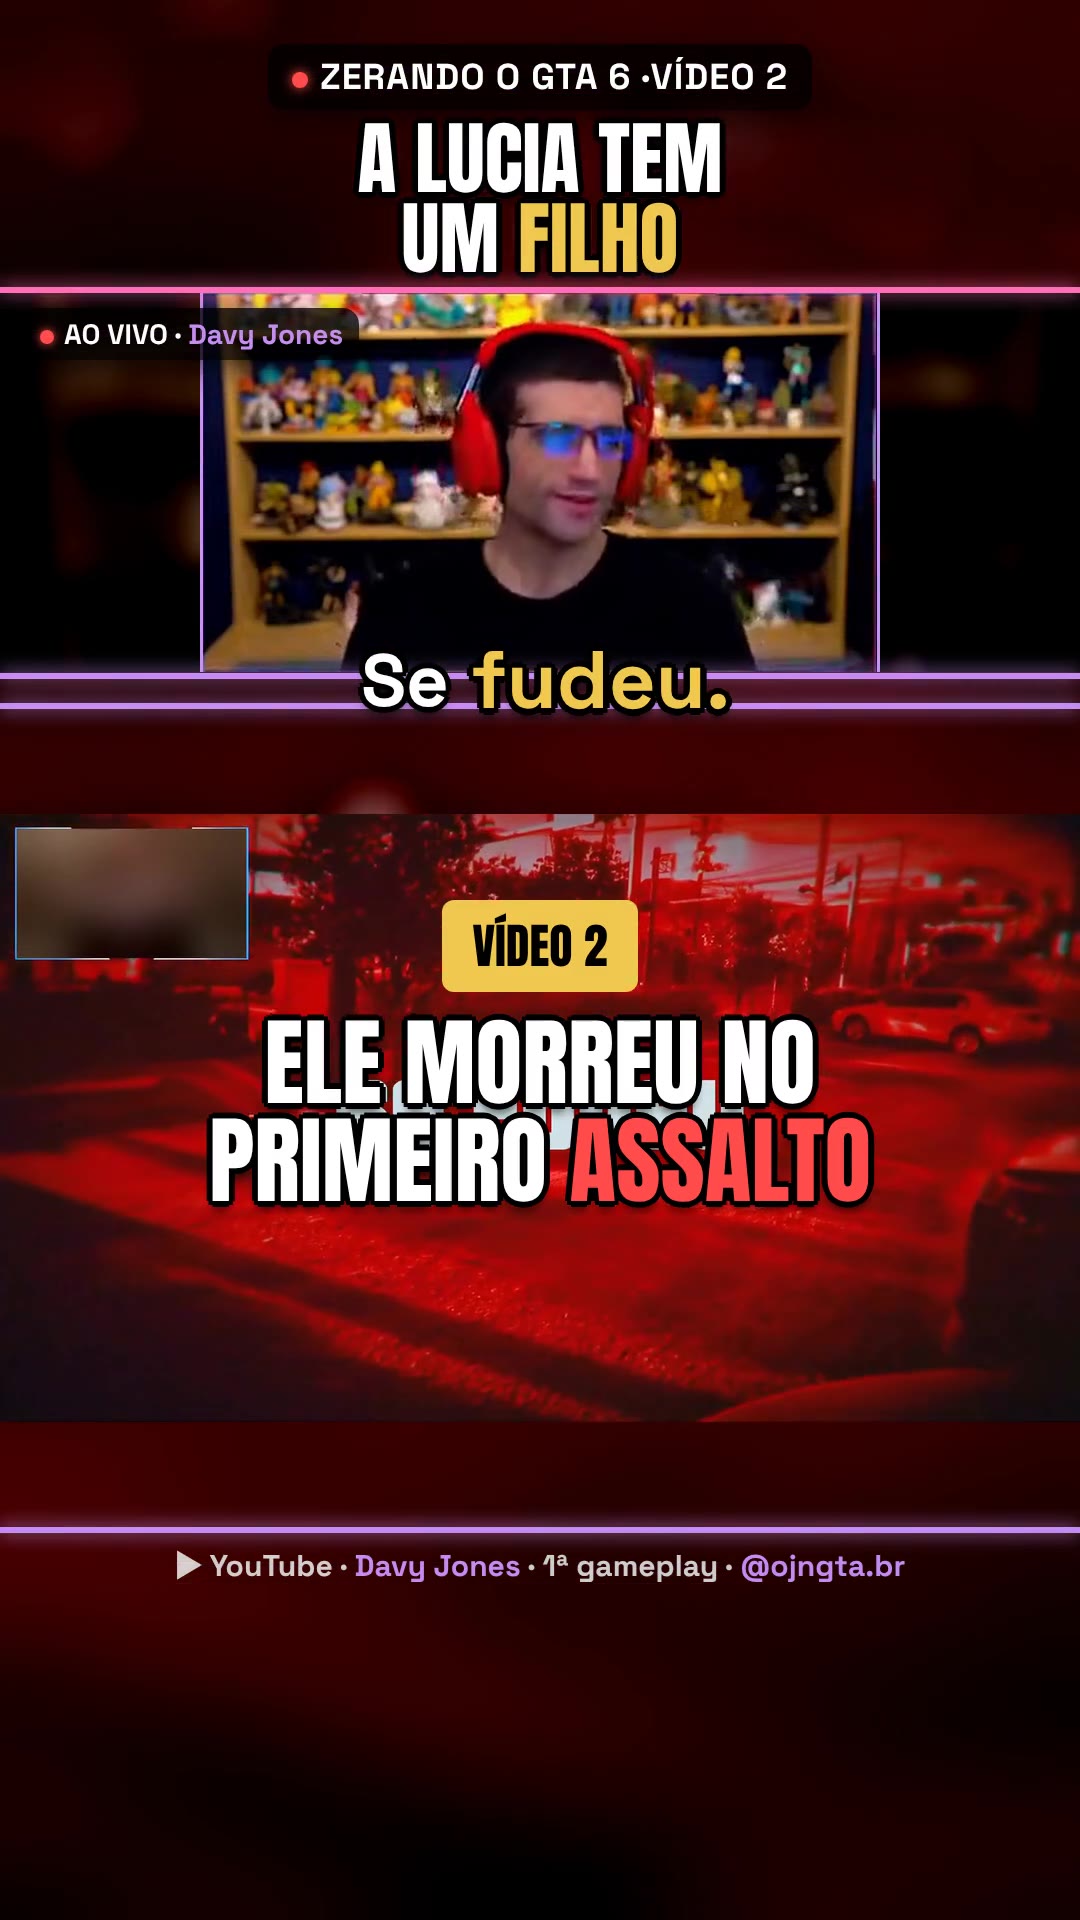 ZERANDO O GTA 6 ·VÍDEO 2
A LUCIA TEM
UM FILHO
AO VIVO · Davy Jones
Se fudeu.
VÍDEO 2
ELE MORREU NO
PRIMEIRO ASSALTO
▶ YouTube · Davy Jones · 1ª gameplay · @ojngta.br